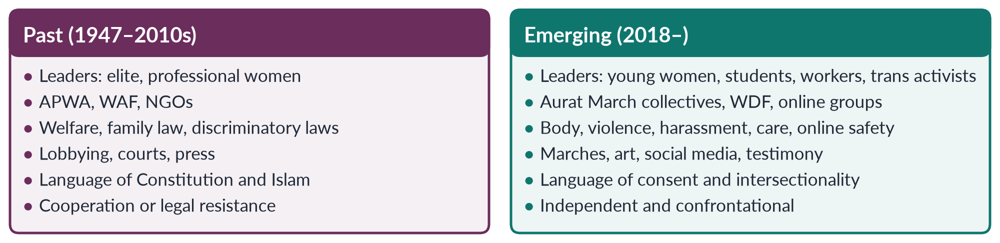 Past (1947–2010s)
• Leaders: elite, professional women
• APWA, WAF, NGOs
• Welfare, family law, discriminatory laws
• Lobbying, courts, press
• Language of Constitution and Islam
• Cooperation or legal resistance
Emerging (2018–)
• Leaders: young women, students, workers, trans activists
• Aurat March collectives, WDF, online groups
• Body, violence, harassment, care, online safety
• Marches, art, social media, testimony
• Language of consent and intersectionality
• Independent and confrontational